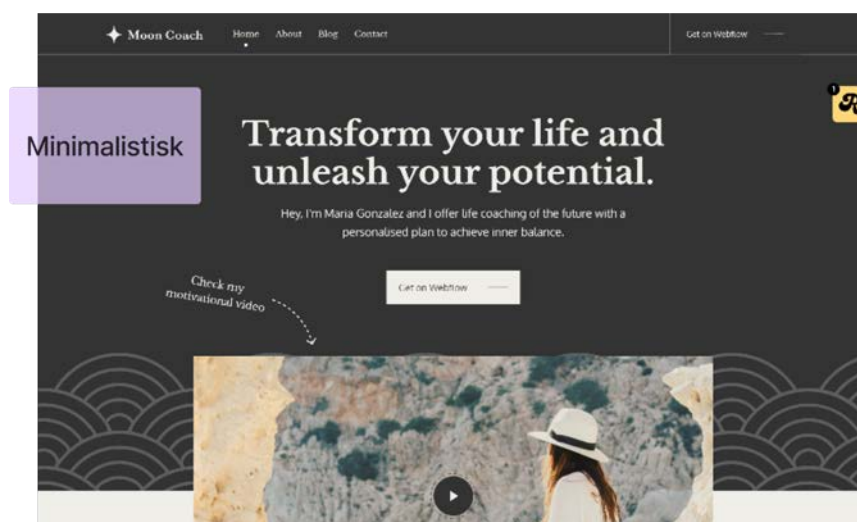 Moon Coach
Home About Blog Contact
Get on Webflow
1
Minimalistisk
Transform your life and
unleash your potential.
Hey, I'm Maria Gonzalez and I offer life coaching of the future with a
personalised plan to achieve inner balance.
Check my
motivational video
Get on Webflow